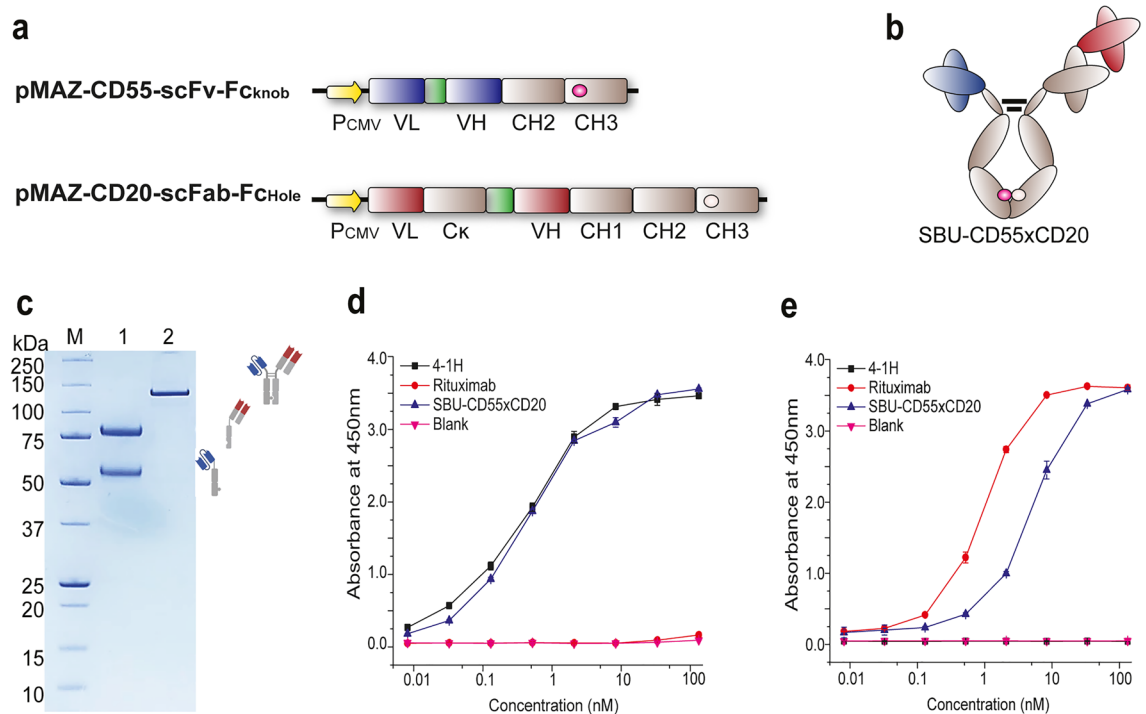 a
pMAZ-CD55-scFv-Fcknob
PCMV VL VH CH2 CH3
pMAZ-CD20-scFab-FcHole
PCMV VL Cκ VH CH1 CH2 CH3
b
SBU-CD55xCD20
c
kDa M 1 2
250
150
100
75
50
37
25
20
15
10
d
4-1H
Rituximab
SBU-CD55xCD20
Blank
Absorbance at 450nm
4.0
3.0
2.0
1.0
0.0
0.01 0.1 1 10 100
Concentration (nM)
e
4-1H
Rituximab
SBU-CD55xCD20
Blank
Absorbance at 450nm
4.0
3.0
2.0
1.0
0.0
0.01 0.1 1 10 100
Concentration (nM)